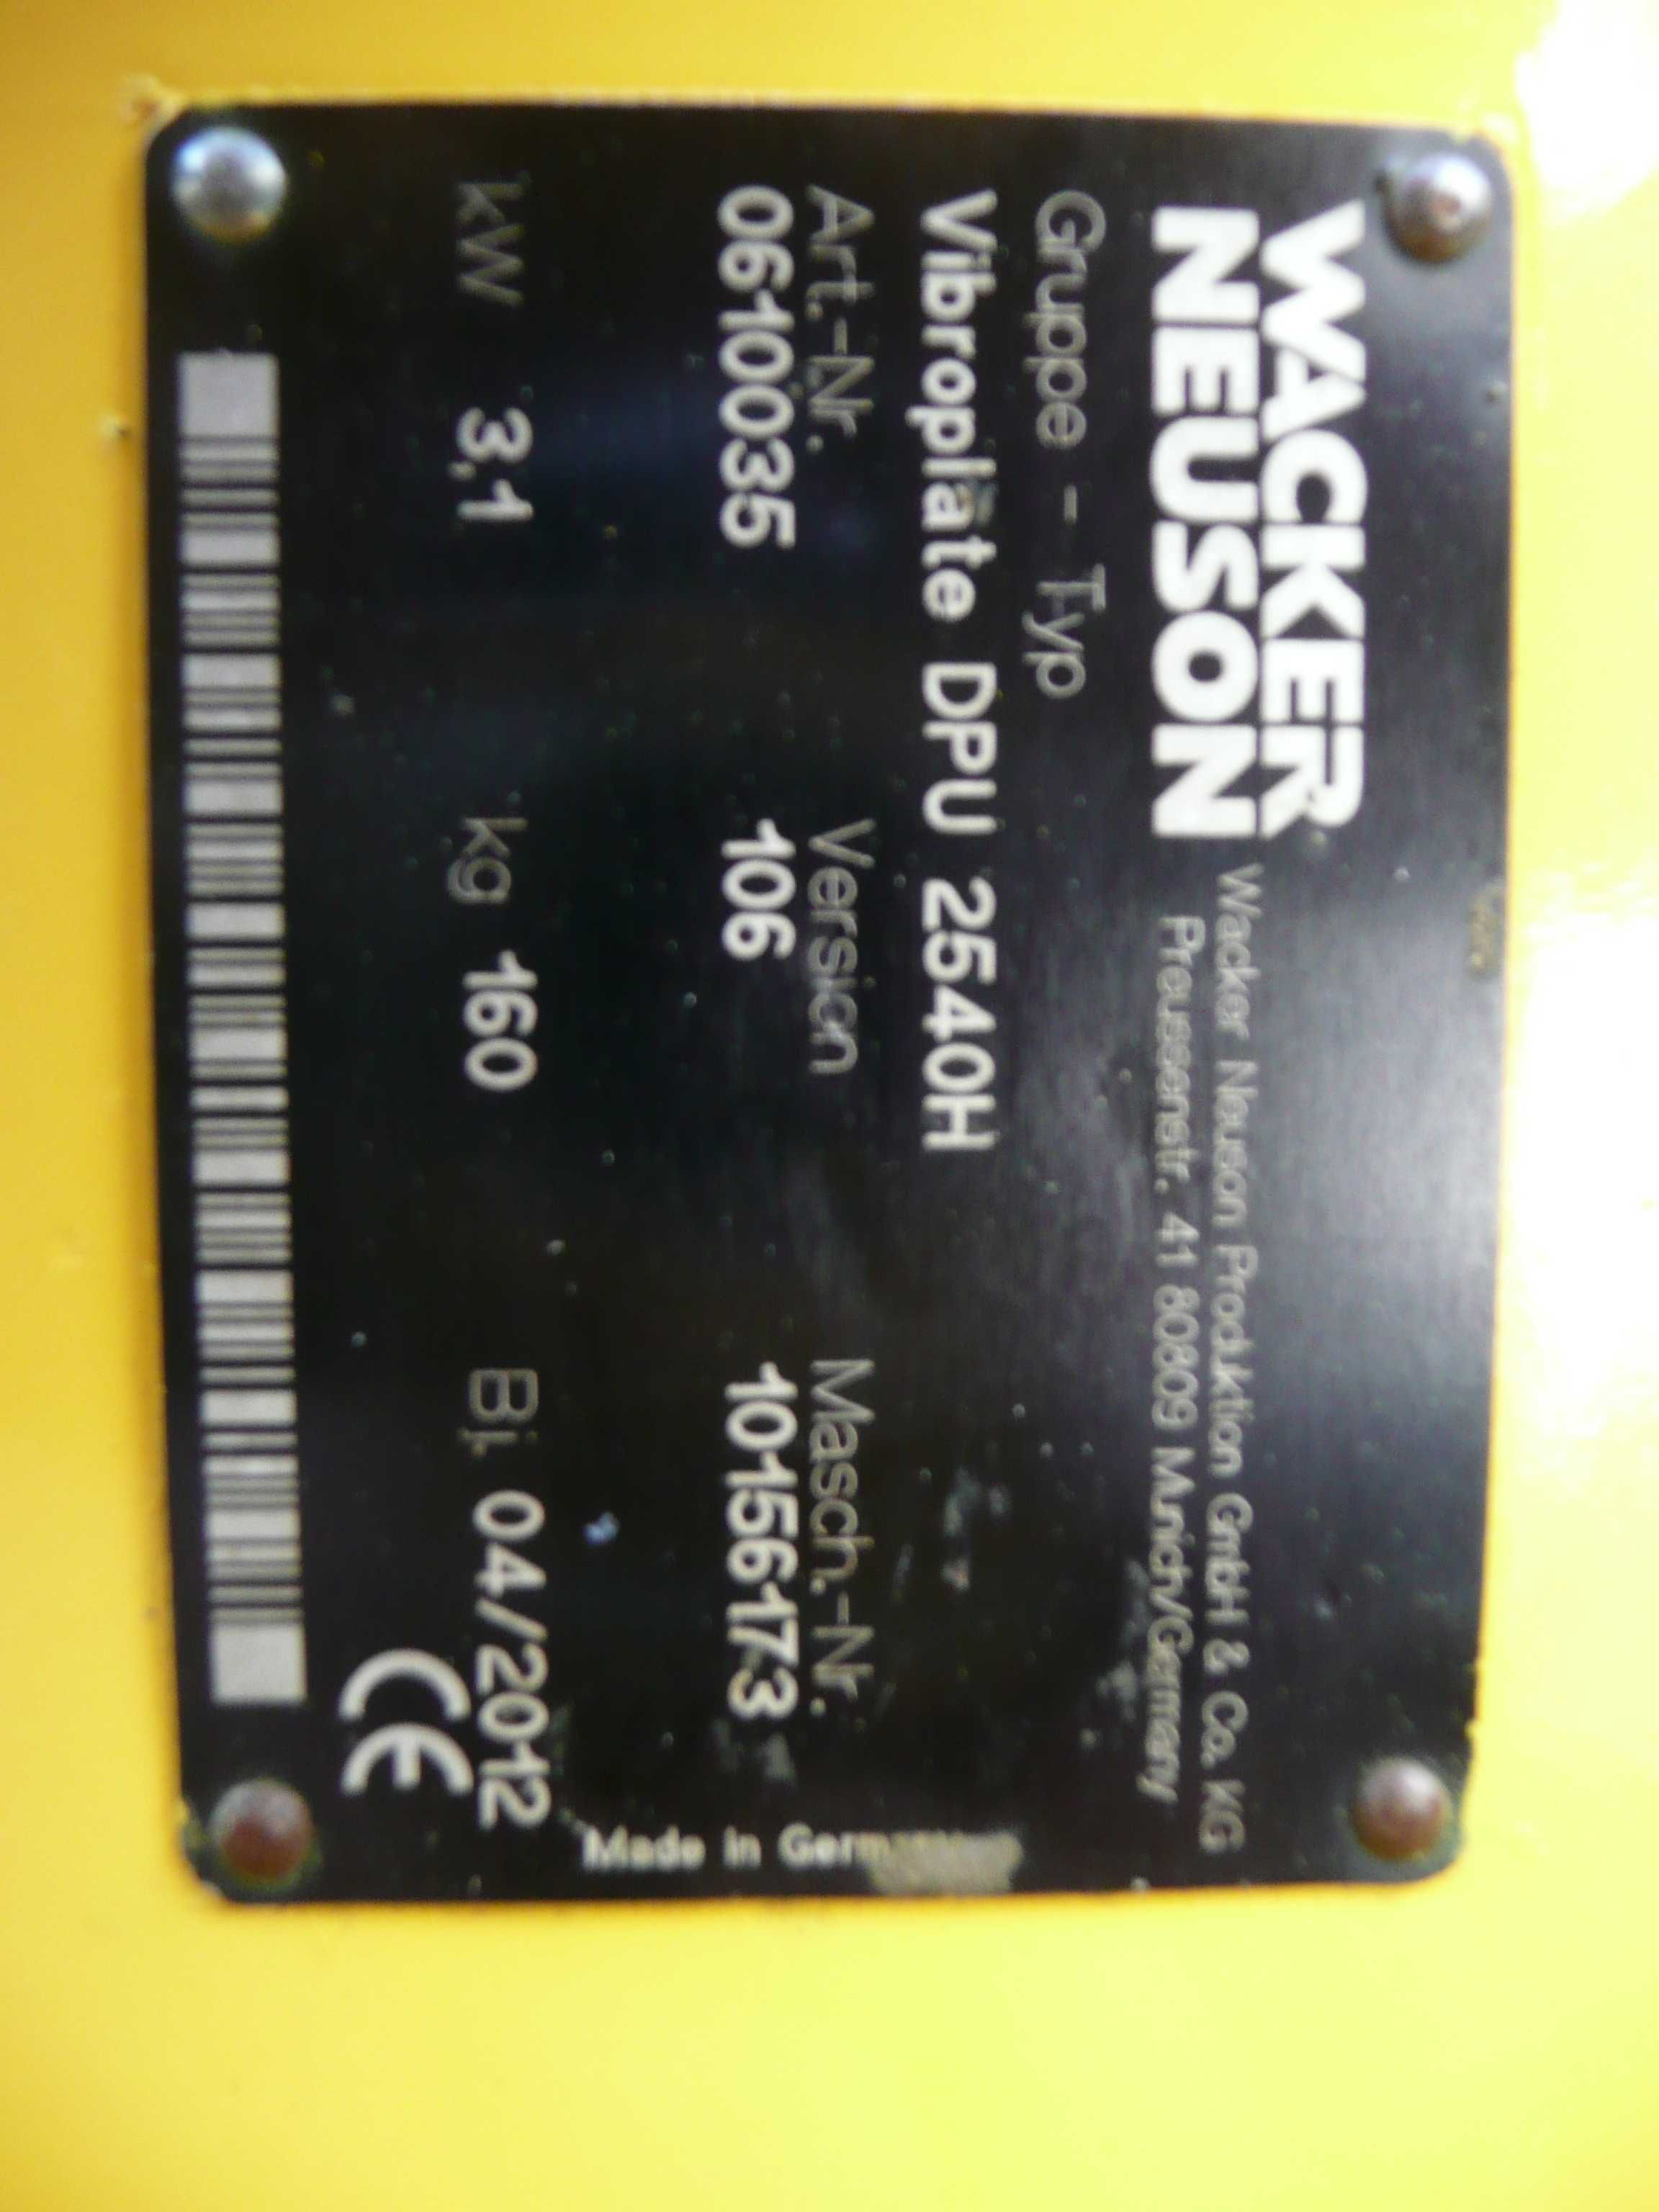 WACKER
NEUSON
Wacker Neuson Produktion GmbH & Co. KG
Preussenstr. 41 80809 Munich/Germany
Gruppe - Typ
Vibroplate DPU 2540H
Art.-Nr. Version Masch.-Nr.
0610035 106 10156173
kW 3,1 kg 160 Bj. 04/2012
CE
Made in